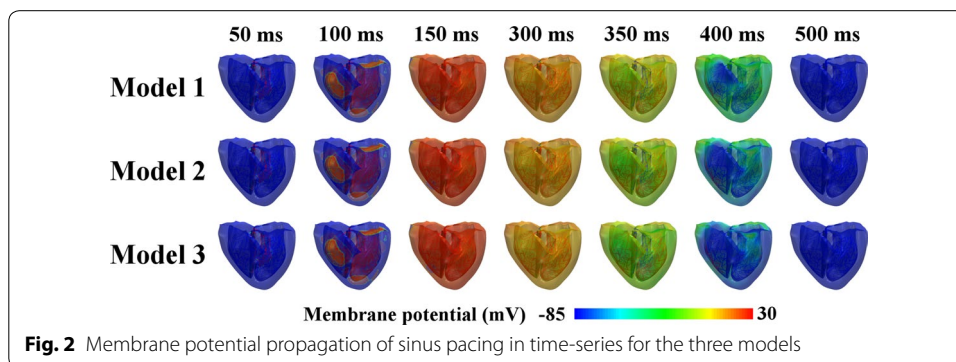 50 ms 100 ms 150 ms 300 ms 350 ms 400 ms 500 ms
Model 1
Model 2
Model 3
Membrane potential (mV) -85 30
Fig. 2 Membrane potential propagation of sinus pacing in time-series for the three models